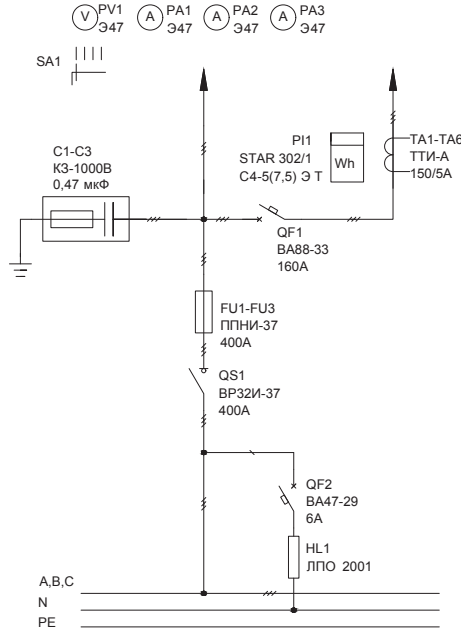 V PV1 A PA1 A PA2 A PA3
Э47 Э47 Э47 Э47
SA1
PI1
STAR 302/1
С4-5(7,5) Э Т
Wh
TA1-TA6
ТТИ-А
150/5А
C1-C3
КЗ-1000В
0,47 мкФ
QF1
ВА88-33
160А
FU1-FU3
ППНИ-37
400А
QS1
ВР32И-37
400А
QF2
ВА47-29
6А
HL1
ЛПО 2001
A,B,C
N
PE